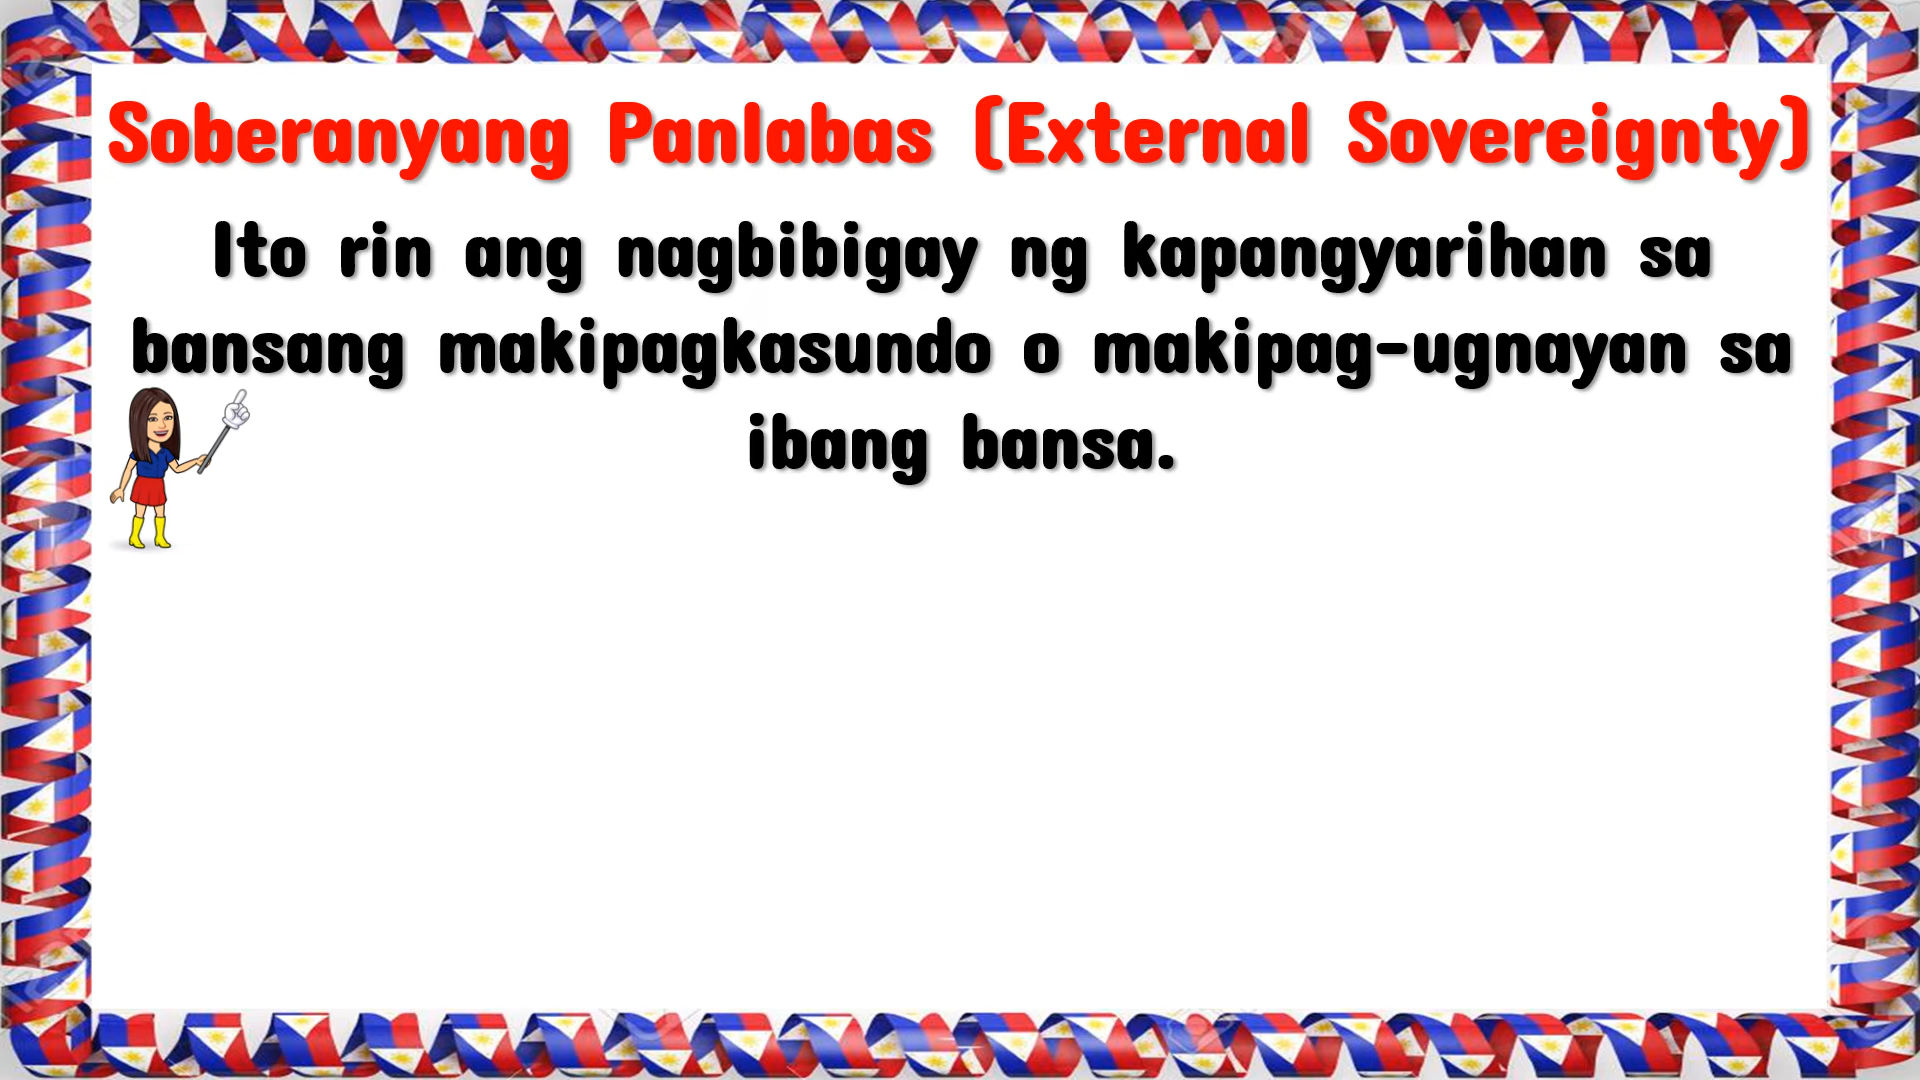 Soberanyang Panlabas (External Sovereignty)
Ito rin ang nagbibigay ng kapangyarihan sa
bansang makipagkasundo o makipag-ugnayan sa
ibang bansa.